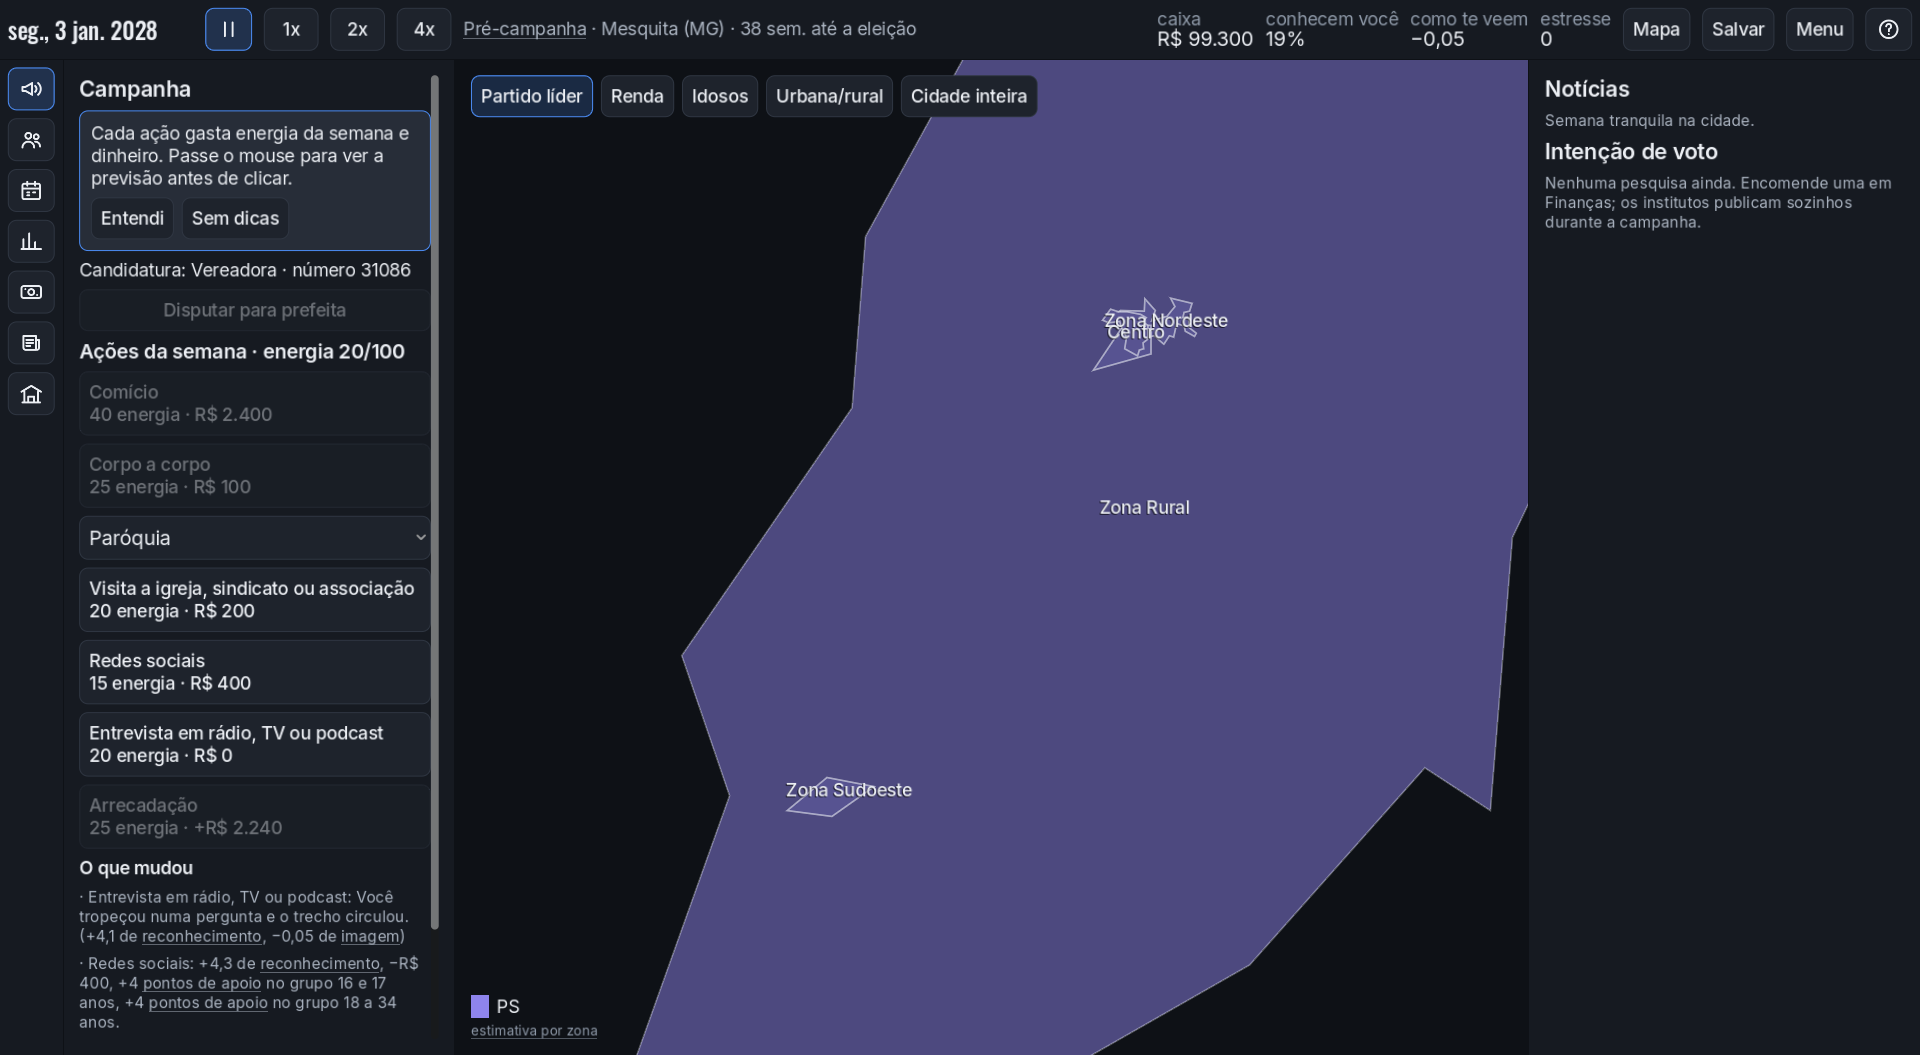 seg., 3 jan. 2028
1x
2x
4x
Pré-campanha · Mesquita (MG) · 38 sem. até a eleição
caixa
R$ 99.300
conhecem você
19%
como te veem
−0,05
estresse
0
Mapa
Salvar
Menu
Campanha
Cada ação gasta energia da semana e
dinheiro. Passe o mouse para ver a
previsão antes de clicar.
Entendi
Sem dicas
Candidatura: Vereadora · número 31086
Disputar para prefeita
Ações da semana · energia 20/100
Comício
40 energia · R$ 2.400
Corpo a corpo
25 energia · R$ 100
Paróquia
Visita a igreja, sindicato ou associação
20 energia · R$ 200
Redes sociais
15 energia · R$ 400
Entrevista em rádio, TV ou podcast
20 energia · R$ 0
Arrecadação
25 energia · +R$ 2.240
O que mudou
· Entrevista em rádio, TV ou podcast: Você
tropeçou numa pergunta e o trecho circulou.
(+4,1 de reconhecimento, −0,05 de imagem)
· Redes sociais: +4,3 de reconhecimento, −R$
400, +4 pontos de apoio no grupo 16 e 17
anos, +4 pontos de apoio no grupo 18 a 34
anos.
Partido líder
Renda
Idosos
Urbana/rural
Cidade inteira
Zona Nordeste
Centro
Zona Rural
Zona Sudoeste
PS
estimativa por zona
Notícias
Semana tranquila na cidade.
Intenção de voto
Nenhuma pesquisa ainda. Encomende uma em
Finanças; os institutos publicam sozinhos
durante a campanha.